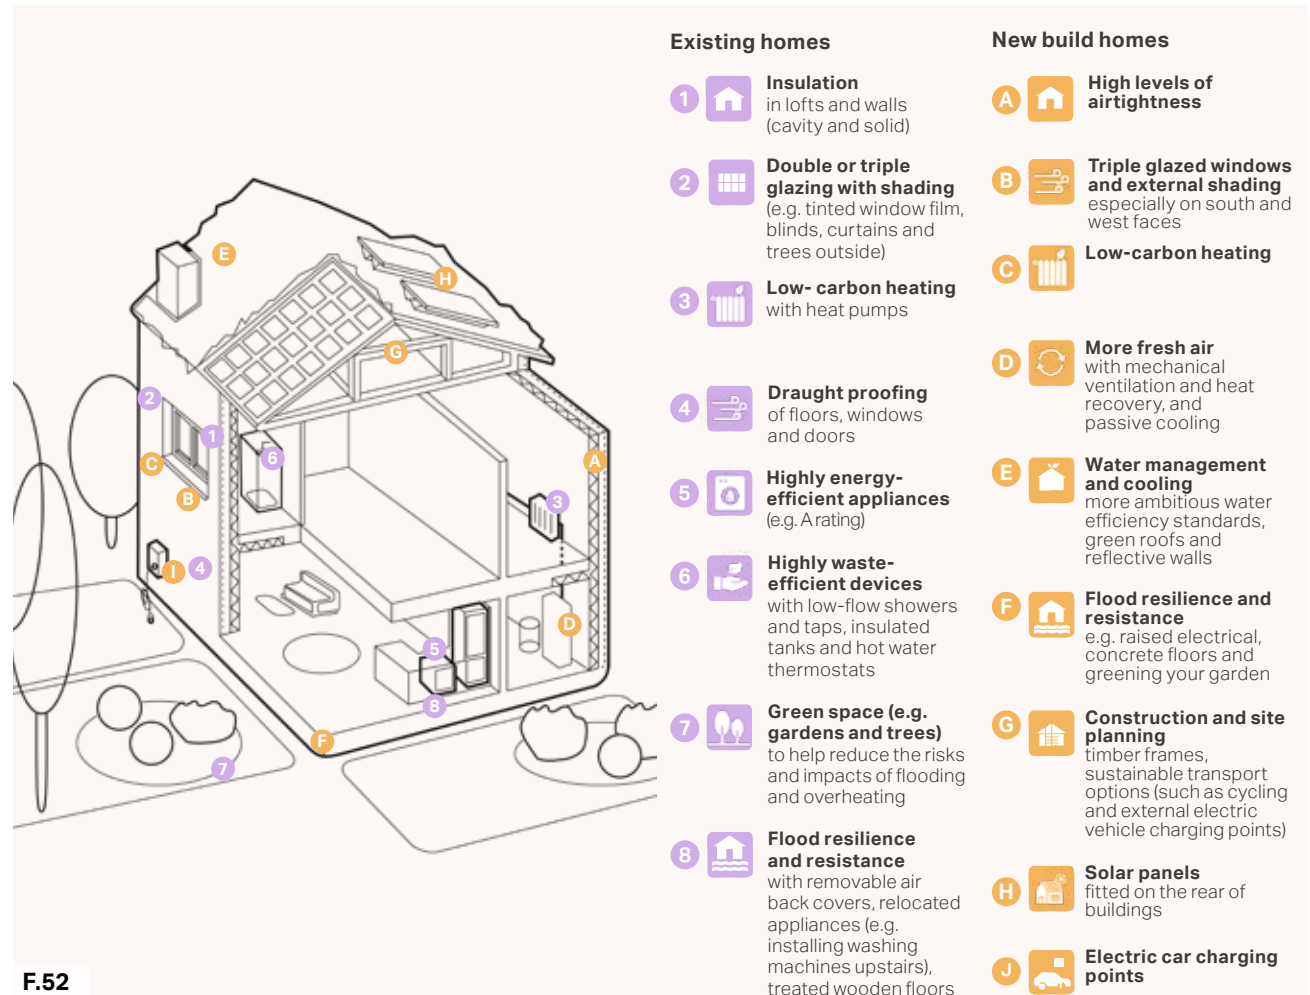 Existing homes
1
Insulation
in lofts and walls
(cavity and solid)
2
Double or triple
glazing with shading
(e.g. tinted window film,
blinds, curtains and
trees outside)
3
Low- carbon heating
with heat pumps
4
Draught proofing
of floors, windows
and doors
5
Highly energy-
efficient appliances
(e.g. A rating)
6
Highly waste-
efficient devices
with low-flow showers
and taps, insulated
tanks and hot water
thermostats
7
Green space (e.g.
gardens and trees)
to help reduce the risks
and impacts of flooding
and overheating
8
Flood resilience
and resistance
with removable air
back covers, relocated
appliances (e.g.
installing washing
machines upstairs),
treated wooden floors
New build homes
A
High levels of
airtightness
B
Triple glazed windows
and external shading
especially on south and
west faces
C
Low-carbon heating
D
More fresh air
with mechanical
ventilation and heat
recovery, and
passive cooling
E
Water management
and cooling
more ambitious water
efficiency standards,
green roofs and
reflective walls
F
Flood resilience and
resistance
e.g. raised electrical,
concrete floors and
greening your garden
G
Construction and site
planning
timber frames,
sustainable transport
options (such as cycling
and external electric
vehicle charging points)
H
Solar panels
fitted on the rear of
buildings
J
Electric car charging
points
E
H
G
2
1
6
C
A
B
3
I
4
D
5
8
F
7
F.52